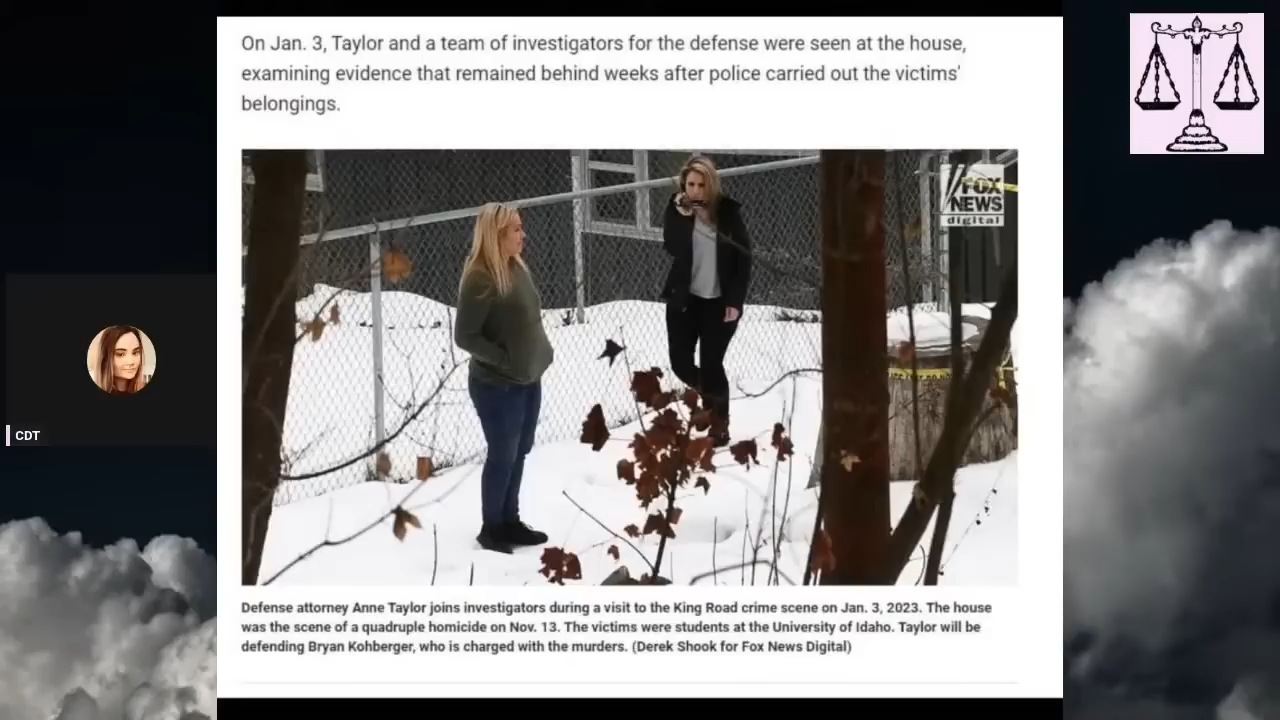 On Jan. 3, Taylor and a team of investigators for the defense were seen at the house,
examining evidence that remained behind weeks after police carried out the victims'
belongings.
FOX
NEWS
digital
CDT
Defense attorney Anne Taylor joins investigators during a visit to the King Road crime scene on Jan. 3, 2023. The house
was the scene of a quadruple homicide on Nov. 13. The victims were students at the University of Idaho. Taylor will be
defending Bryan Kohberger, who is charged with the murders. (Derek Shook for Fox News Digital)